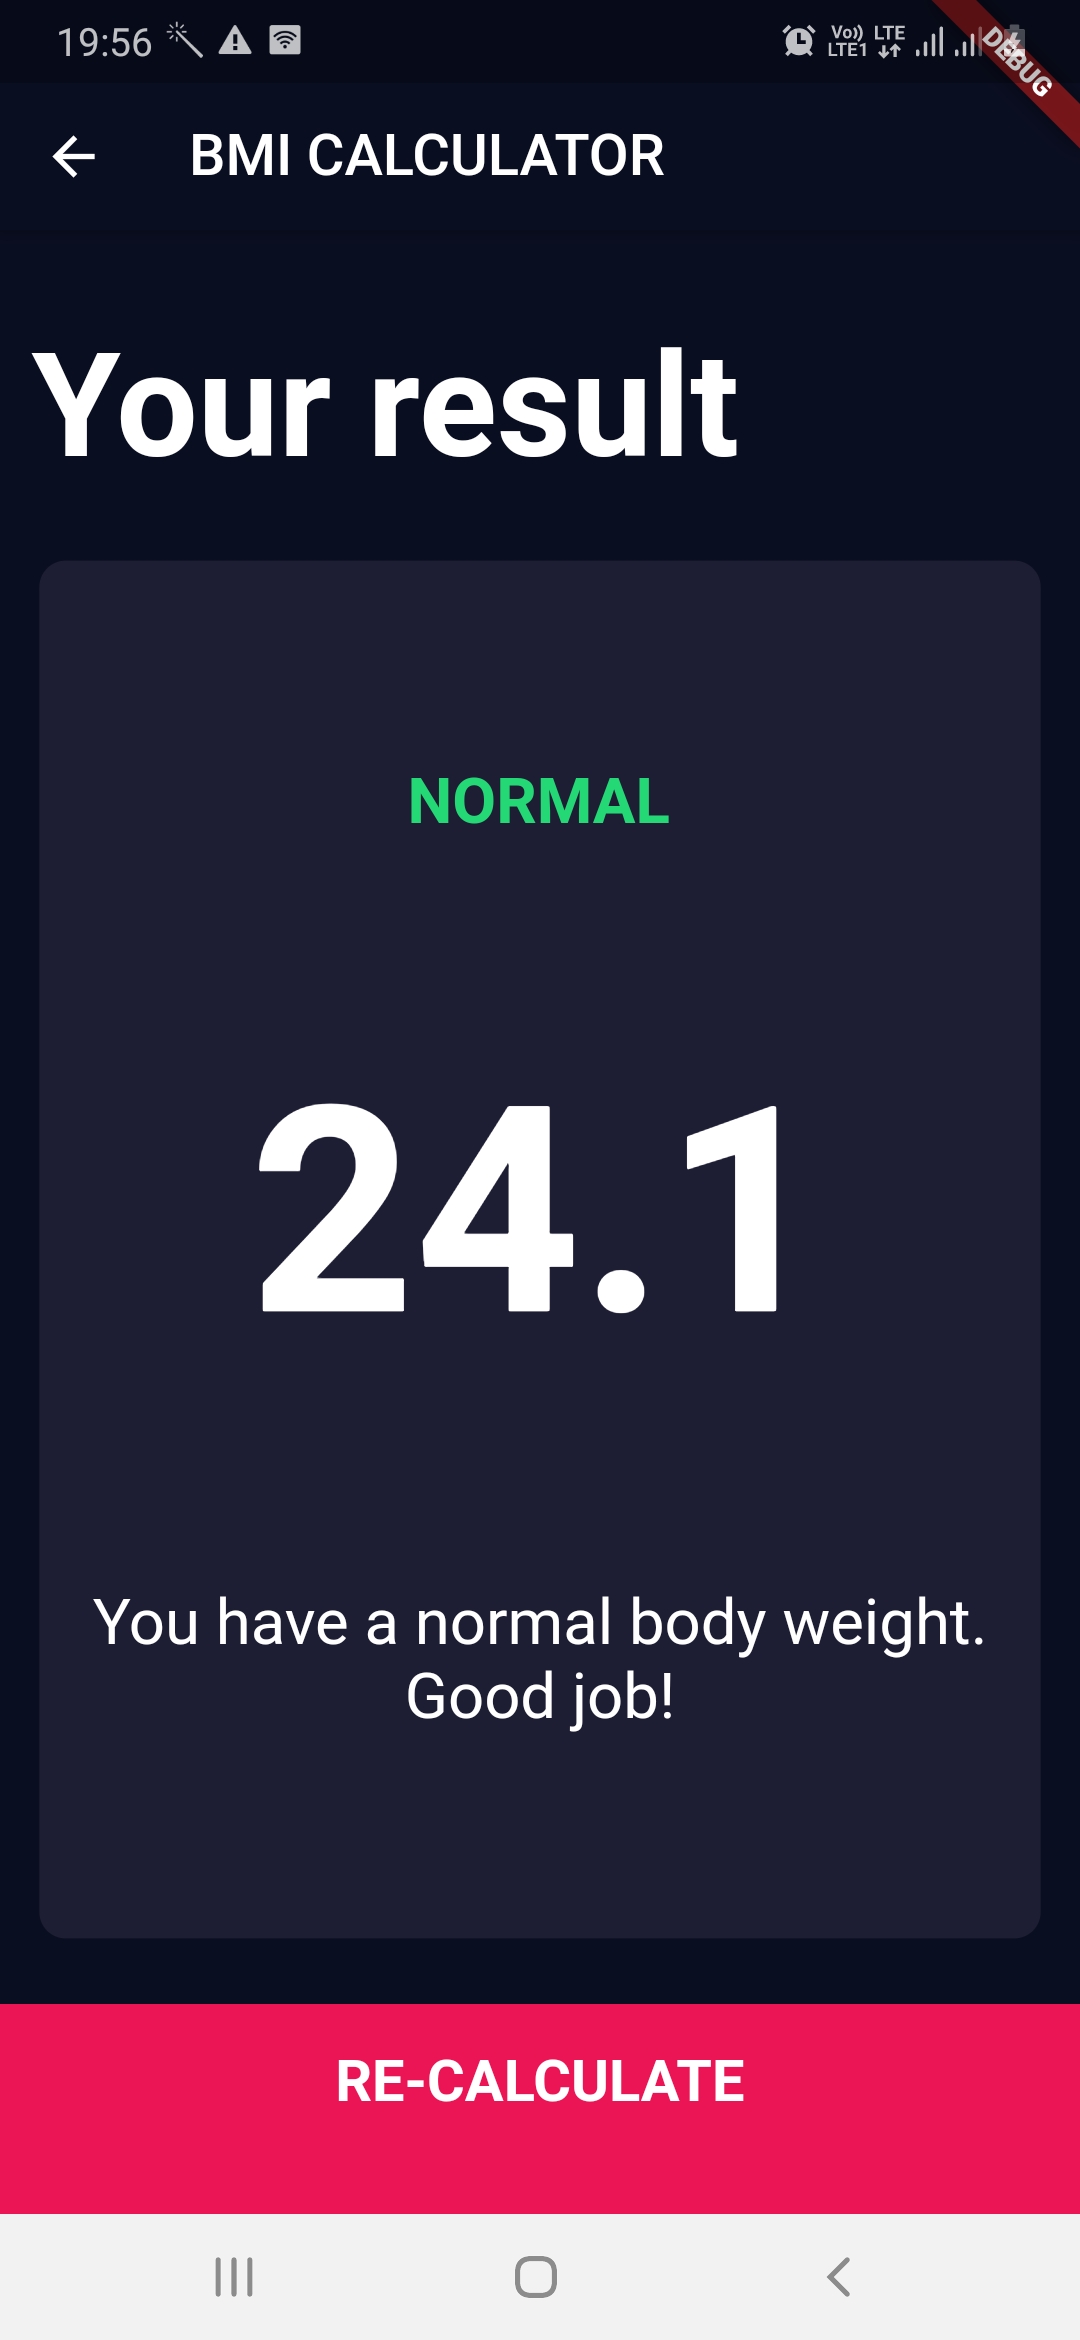 19:56
Vo)) LTE
LTE1
DEBUG
BMI CALCULATOR
Your result
NORMAL
24.1
You have a normal body weight.
Good job!
RE-CALCULATE